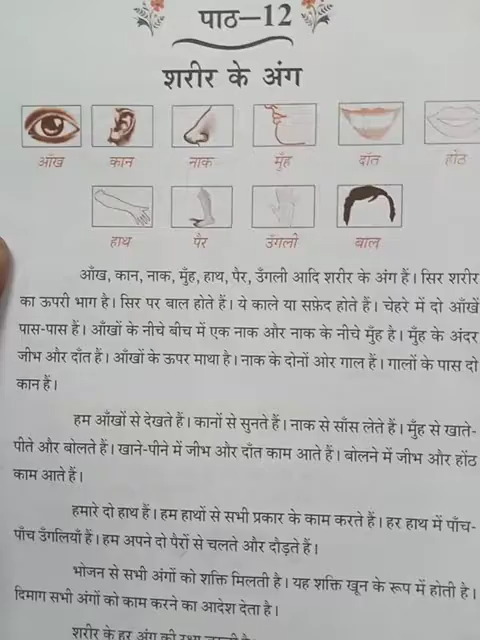 पाठ–12
शरीर के अंग
आँख कान नाक मुँह दाँत होंठ
हाथ पैर उँगली बाल
आँख, कान, नाक, मुँह, हाथ, पैर, उँगली आदि शरीर के अंग हैं। सिर शरीर
का ऊपरी भाग है। सिर पर बाल होते हैं। ये काले या सफ़ेद होते हैं। चेहरे में दो आँखें
पास-पास हैं। आँखों के नीचे बीच में एक नाक और नाक के नीचे मुँह है। मुँह के अंदर
जीभ और दाँत हैं। आँखों के ऊपर माथा है। नाक के दोनों ओर गाल हैं। गालों के पास दो
कान हैं।
हम आँखों से देखते हैं। कानों से सुनते हैं। नाक से साँस लेते हैं। मुँह से खाते-
पीते और बोलते हैं। खाने-पीने में जीभ और दाँत काम आते हैं। बोलने में जीभ और होंठ
काम आते हैं।
हमारे दो हाथ हैं। हम हाथों से सभी प्रकार के काम करते हैं। हर हाथ में पाँच-
पाँच उँगलियाँ हैं। हम अपने दो पैरों से चलते और दौड़ते हैं।
भोजन से सभी अंगों को शक्ति मिलती है। यह शक्ति खून के रूप में होती है।
दिमाग सभी अंगों को काम करने का आदेश देता है।
शरीर के हर अंग की रक्षा